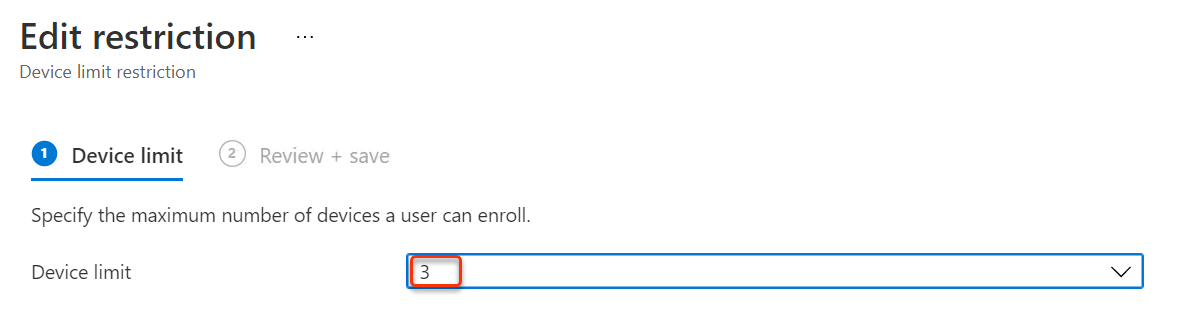 Edit restriction ...
Device limit restriction
1 Device limit 2 Review + save
Specify the maximum number of devices a user can enroll.
Device limit 3